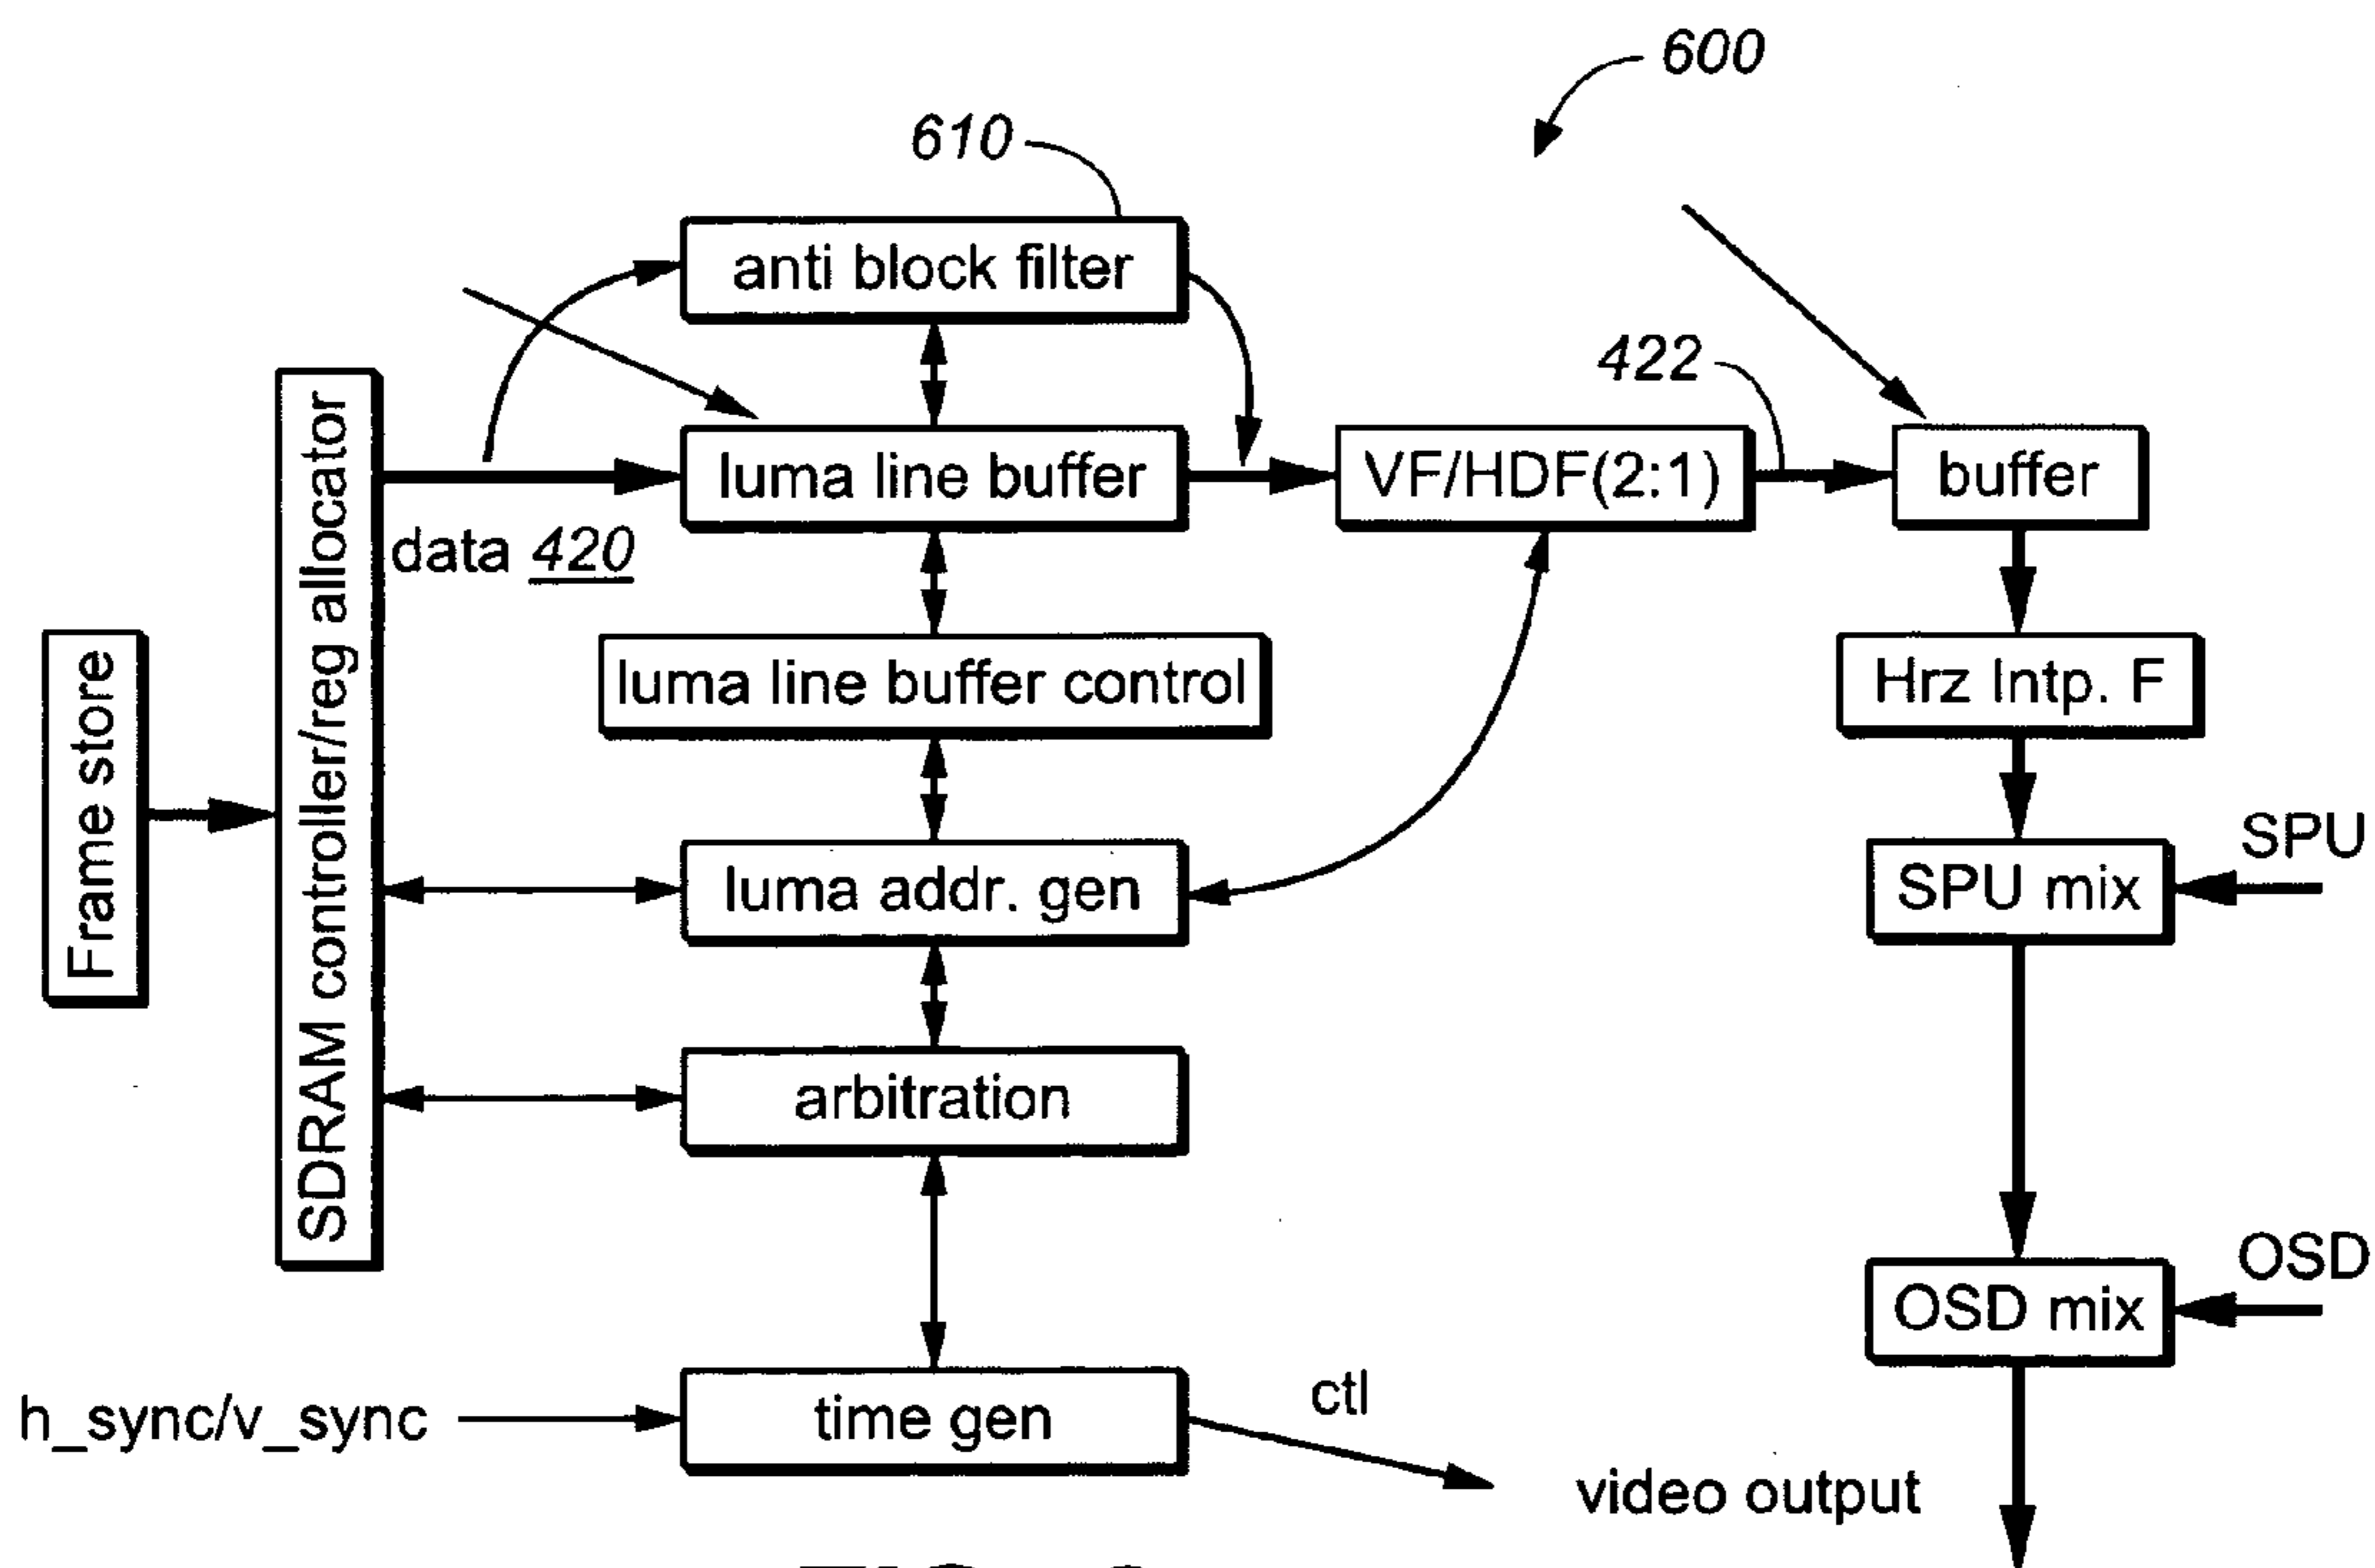 600
610
anti block filter
422
luma line buffer
VF/HDF(2:1)
buffer
data 420
SDRAM controller/reg allocator
Frame store
luma line buffer control
Hrz Intp. F
SPU
luma addr. gen
SPU mix
arbitration
OSD
OSD mix
h_sync/v_sync
time gen
ctl
video output